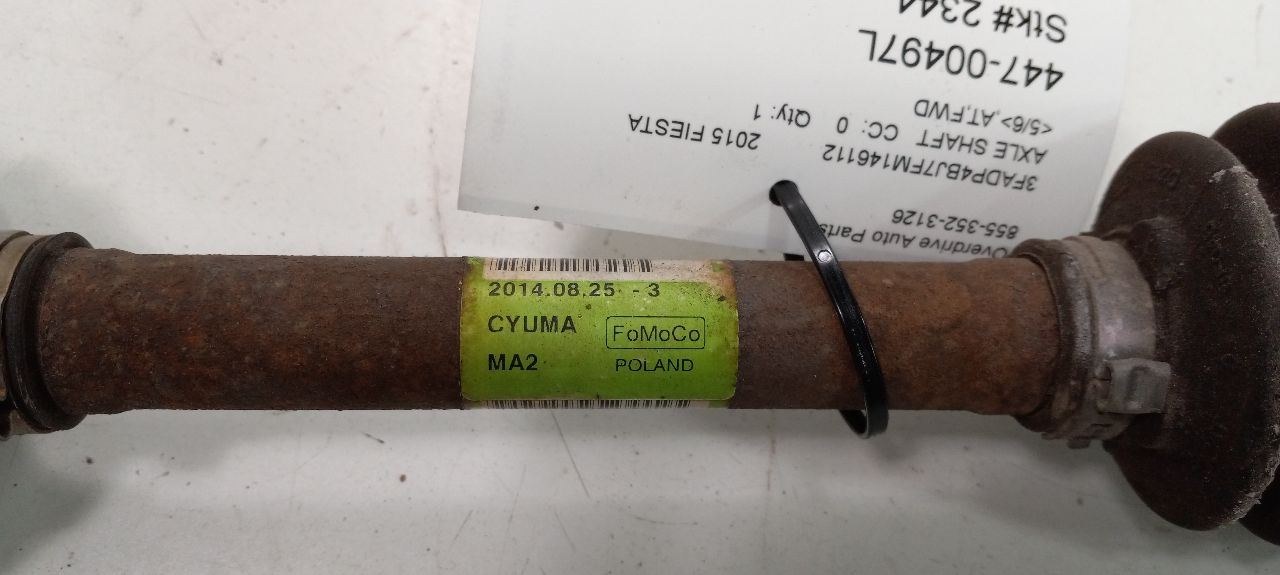 Overdrive Auto Parts
855-352-3126
3FADP4BJ7FM146112
2015 FIESTA
AXLE SHAFT CC: 0 Qty: 1
<5/6>,AT,FWD
447-00497L
Stk# 2344
2014.08.25 - 3
CYUMA
FoMoCo
MA2
POLAND